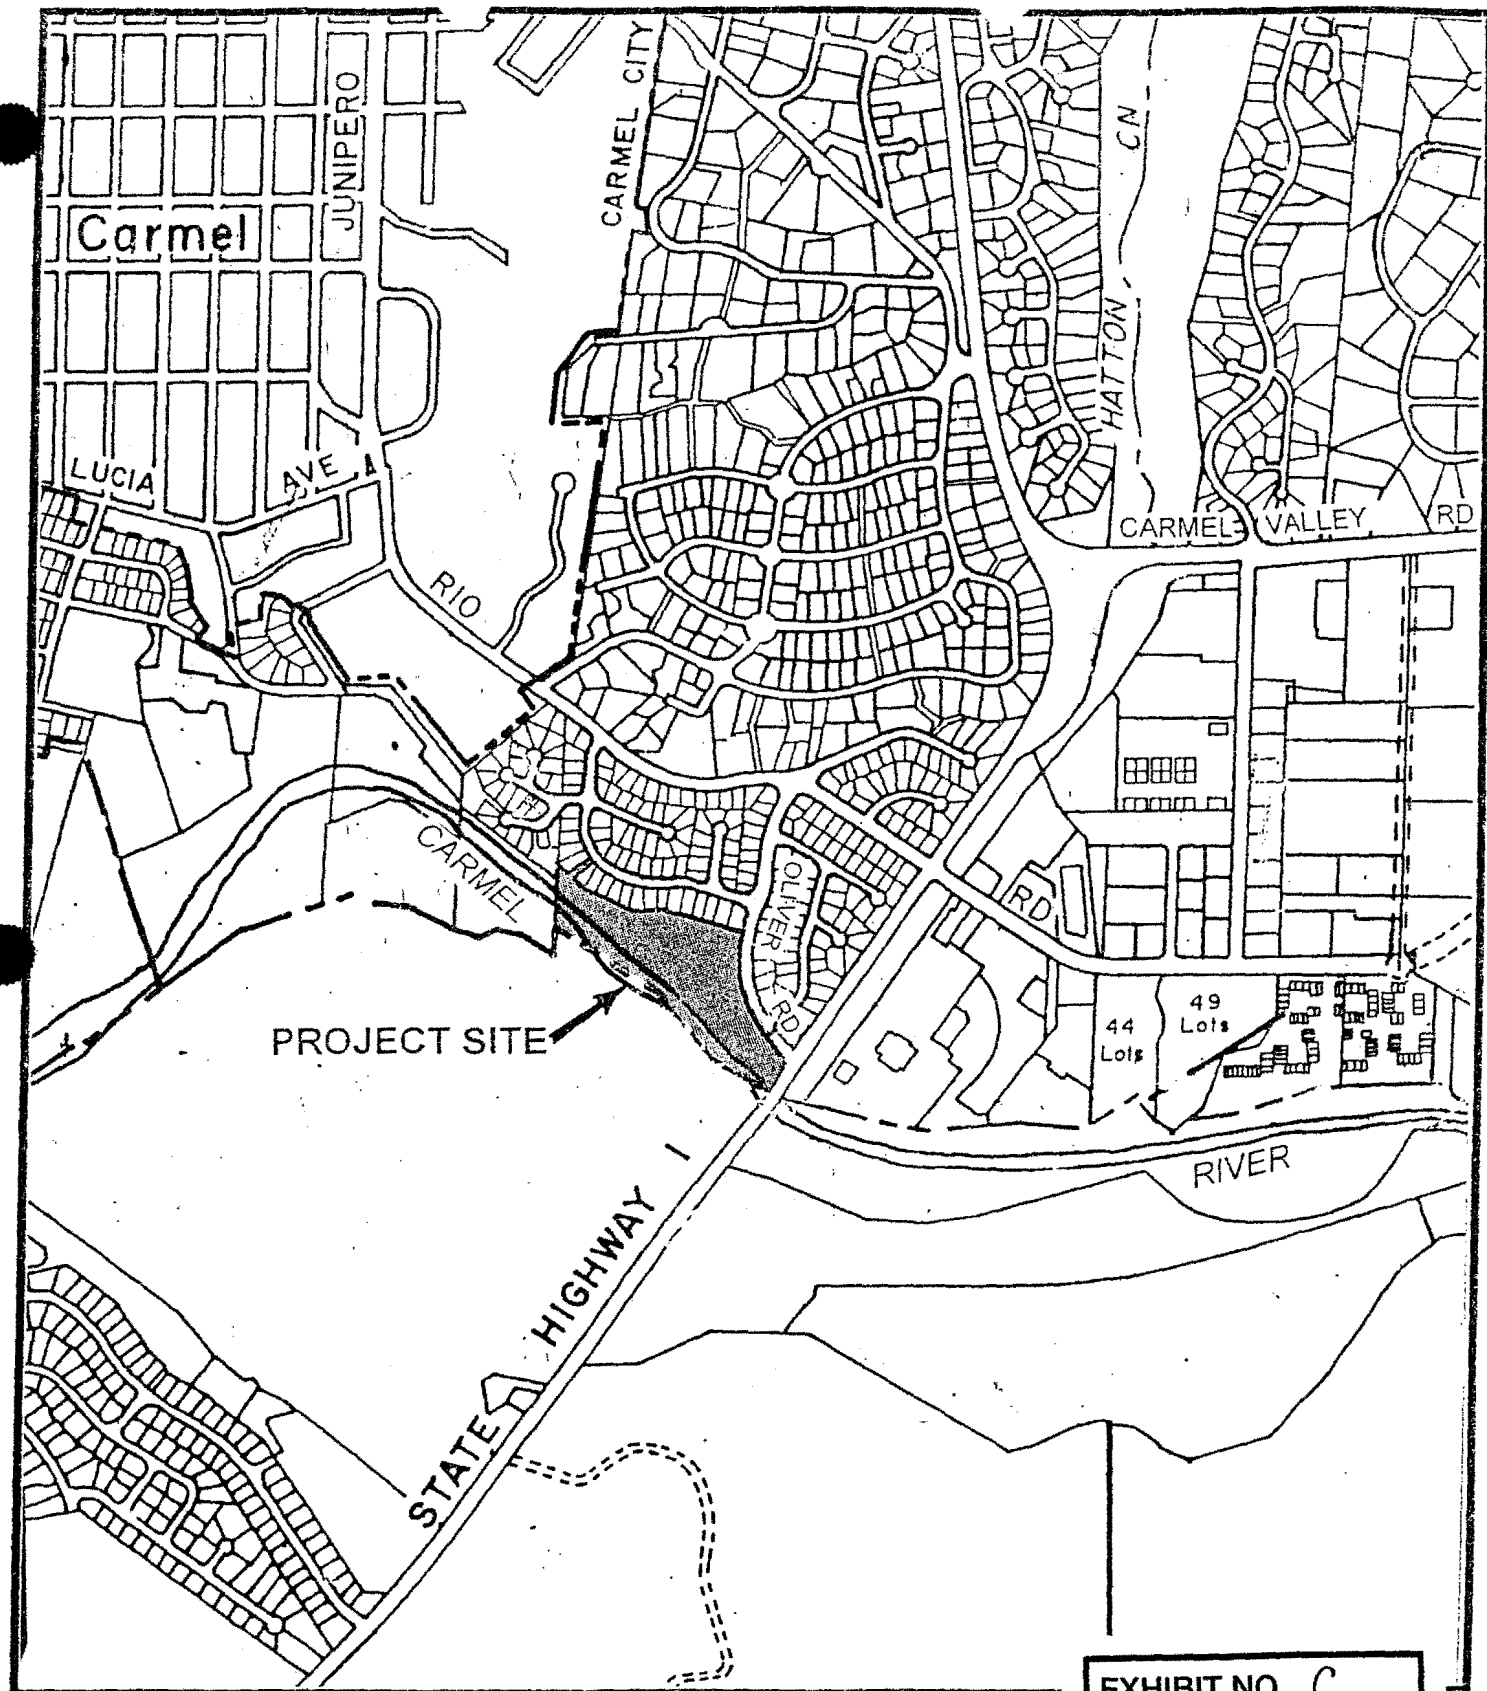 CARMEL CITY
JUNIPERO
CN
Carmel
HATTON
LUCIA
AVE
CARMEL VALLEY RD
RIO
CARMEL
OLIVER
RD
RD
PROJECT SITE
44
Lots
49
Lots
RIVER
STATE HIGHWAY 1
EXHIBIT NO. C